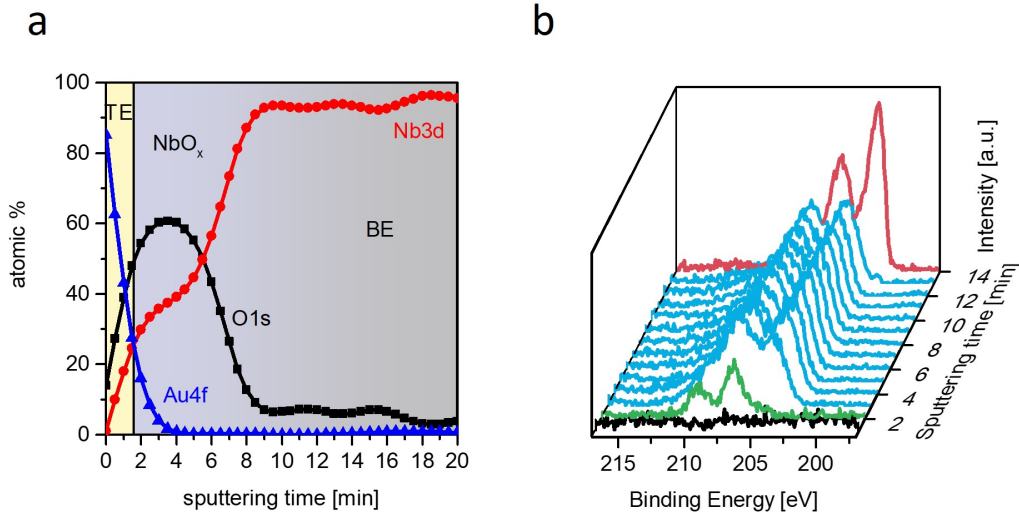 a
b
100
80
60
40
20
0
atomic %
TE
NbOx
Nb3d
BE
O1s
Au4f
0 2 4 6 8 10 12 14 16 18 20
sputtering time [min]
Intensity [a.u.]
14
12
10
8
6
4
2
Sputtering time [min]
215 210 205 200
Binding Energy [eV]